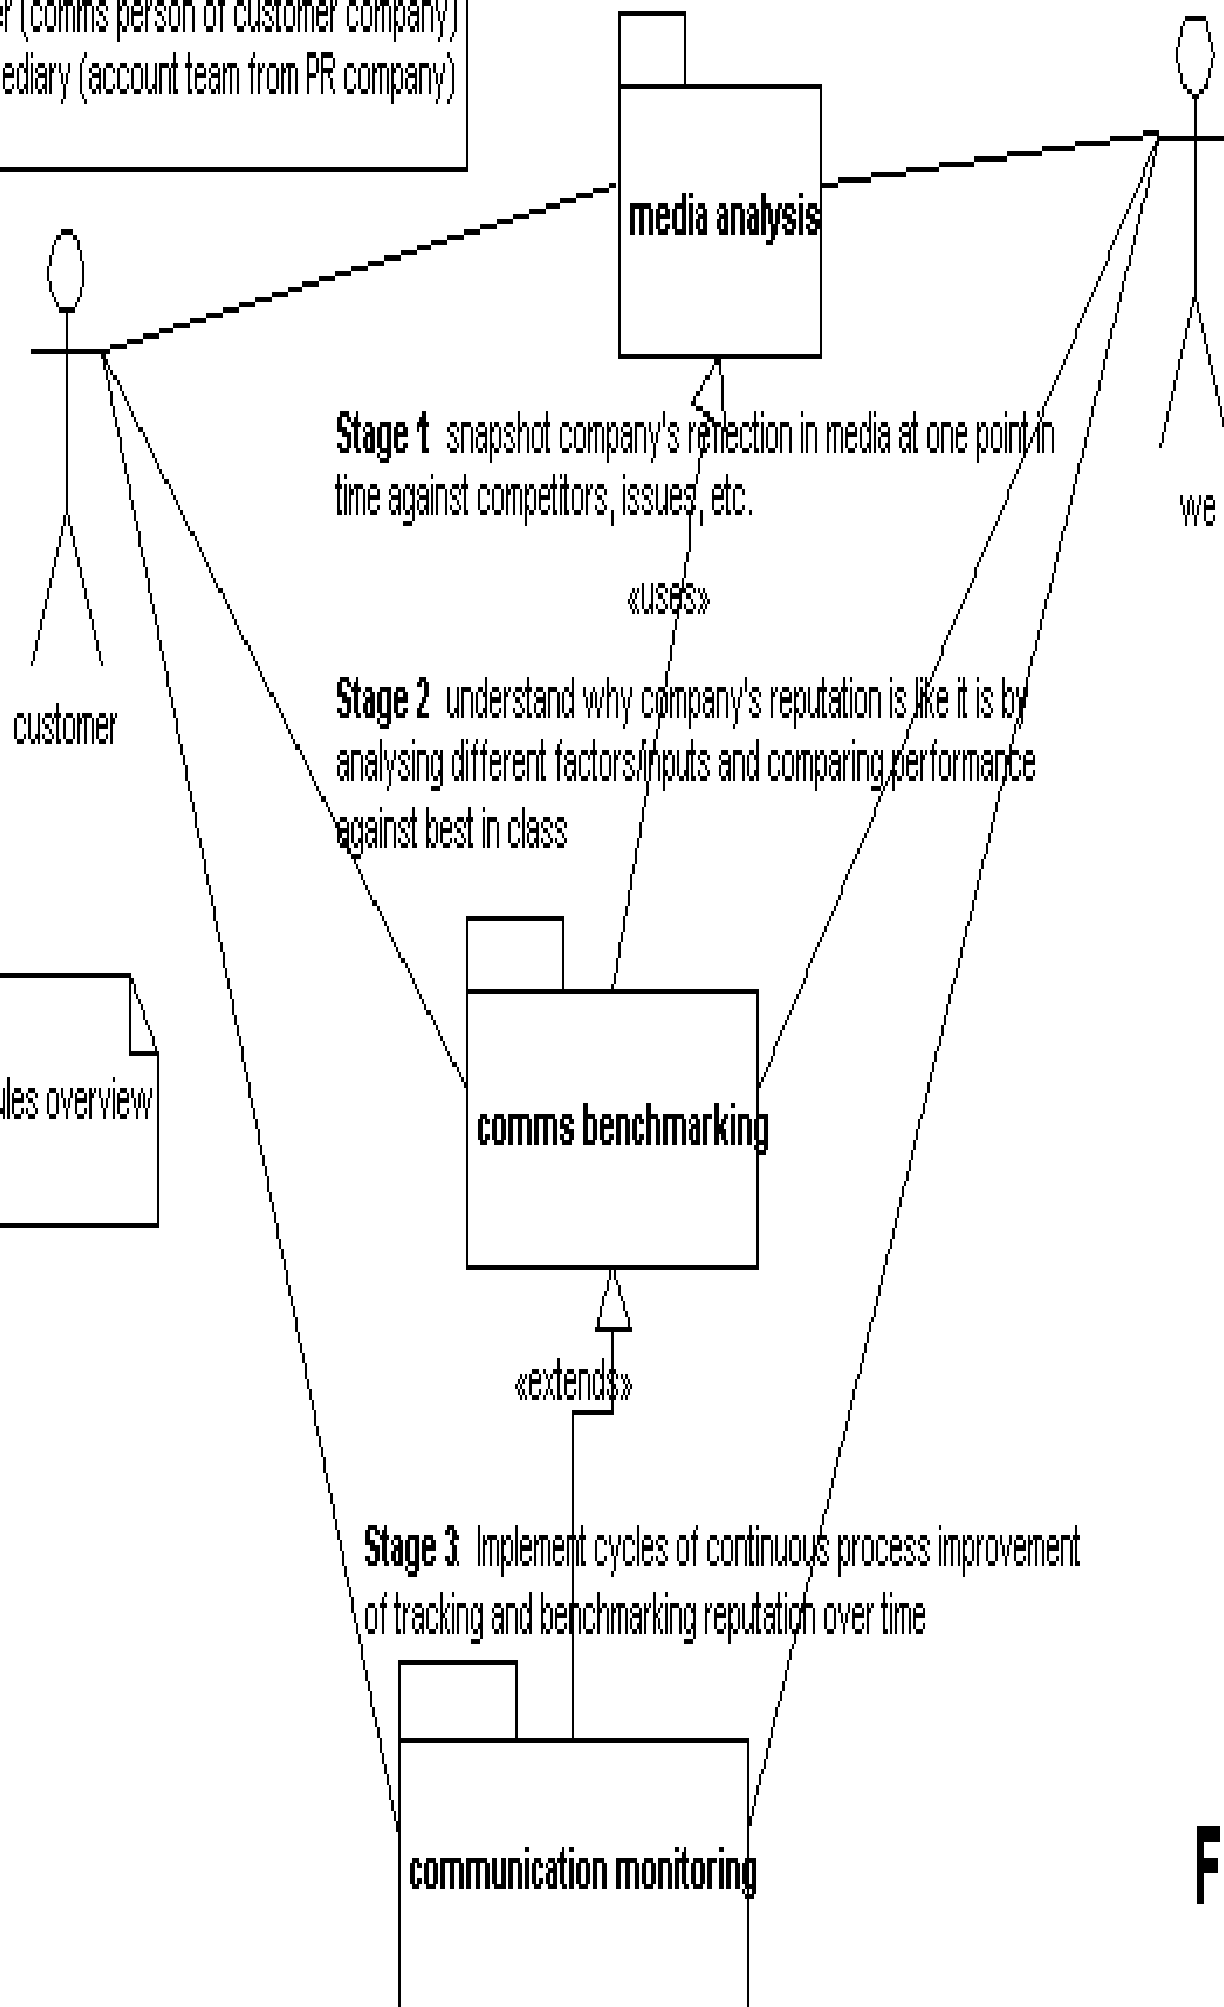 er (comms person of customer company)
ediary (account team from PR company)
media analysis
Stage 1 snapshot company's reflection in media at one point in
time against competitors, issues, etc.
we
«uses»
Stage 2 understand why company's reputation is like it is by
analysing different factors/inputs and comparing performance
against best in class
customer
ules overview
comms benchmarking
«extends»
Stage 3 Implement cycles of continuous process improvement
of tracking and benchmarking reputation over time
communication monitoring
F